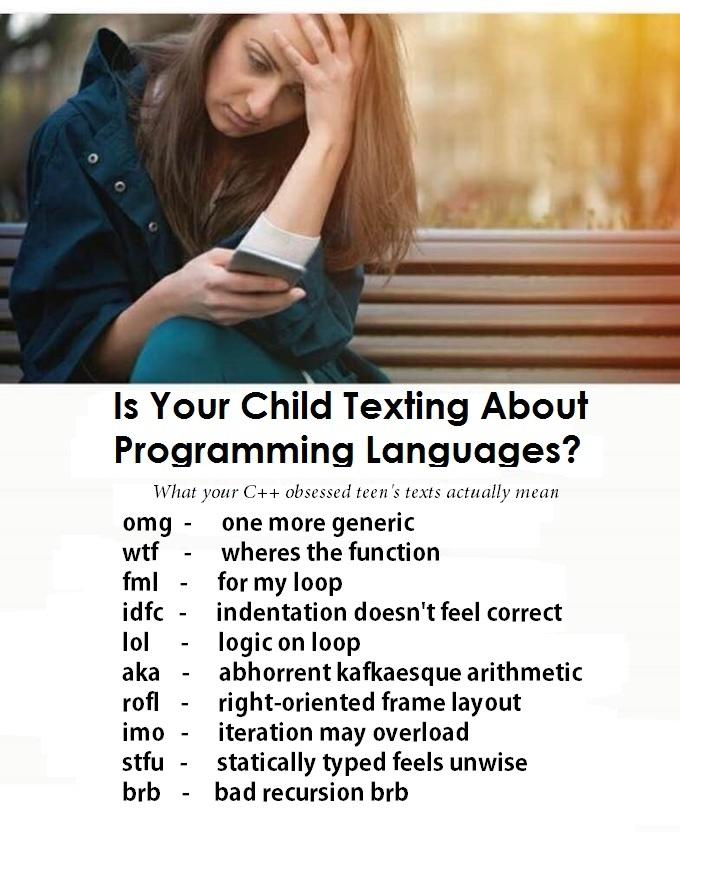 Is Your Child Texting About
Programming Languages?
What your C++ obsessed teen's texts actually mean
omg - one more generic
wtf - wheres the function
fml - for my loop
idfc - indentation doesn't feel correct
lol - logic on loop
aka - abhorrent kafkaesque arithmetic
rofl - right-oriented frame layout
imo - iteration may overload
stfu - statically typed feels unwise
brb - bad recursion brb